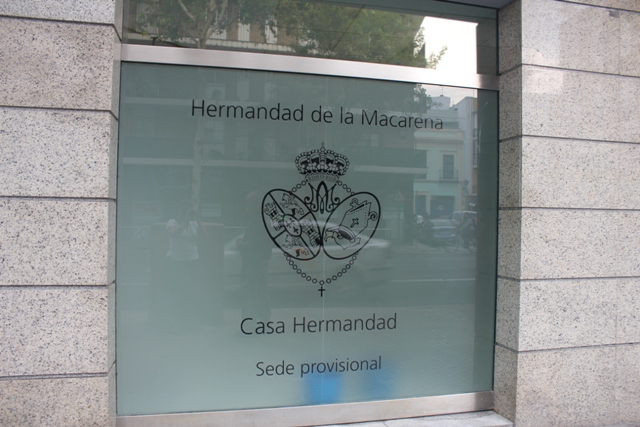 Hermandad de la Macarena
Casa Hermandad
Sede provisional